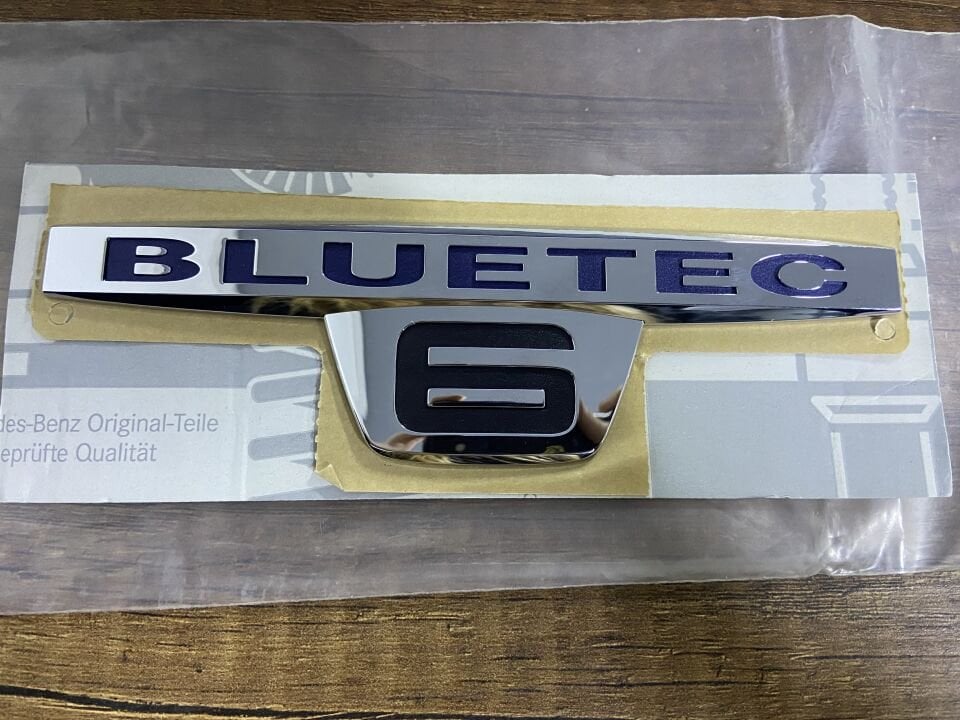 BLUETEC
6
des-Benz Original-Teile
eprüfte Qualität